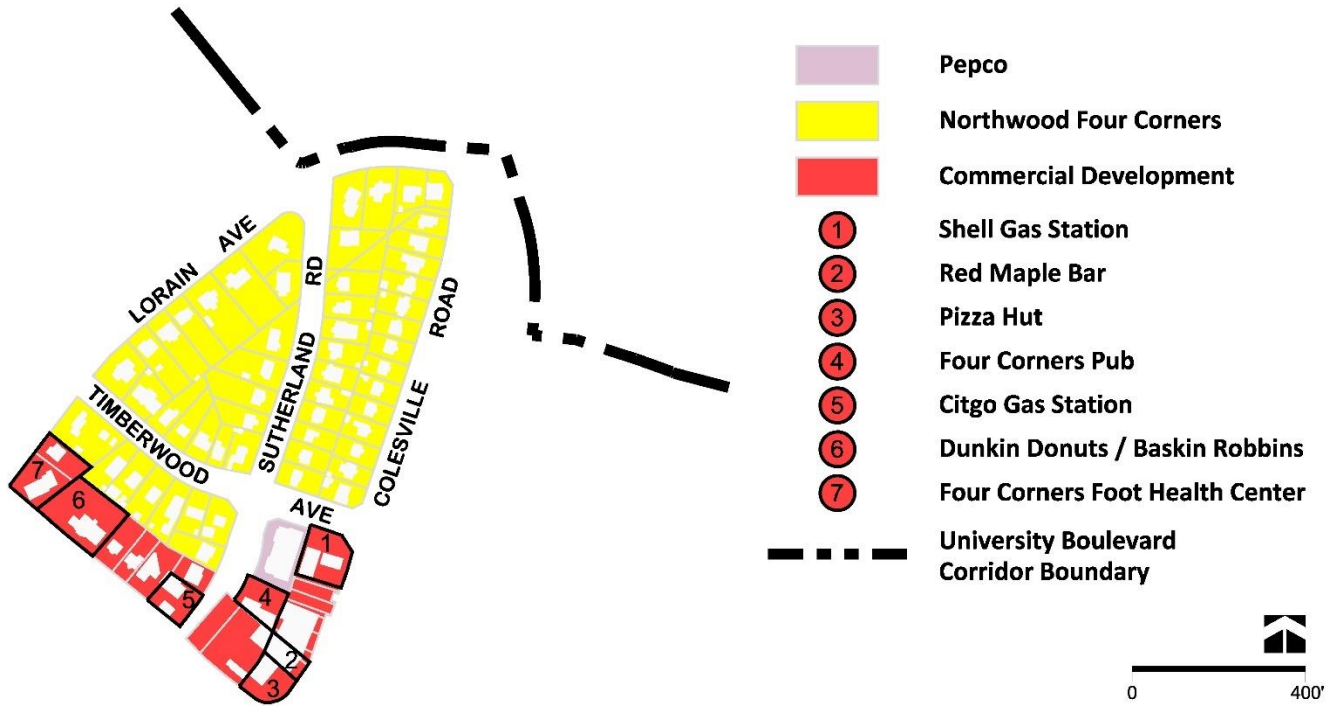 LORAIN AVE
SUTHERLAND RD
COLESVILLE ROAD
TIMBERWOOD AVE
7
6
5
4
1
2
3
Pepco
Northwood Four Corners
Commercial Development
1 Shell Gas Station
2 Red Maple Bar
3 Pizza Hut
4 Four Corners Pub
5 Citgo Gas Station
6 Dunkin Donuts / Baskin Robbins
7 Four Corners Foot Health Center
University Boulevard
Corridor Boundary
0 400'